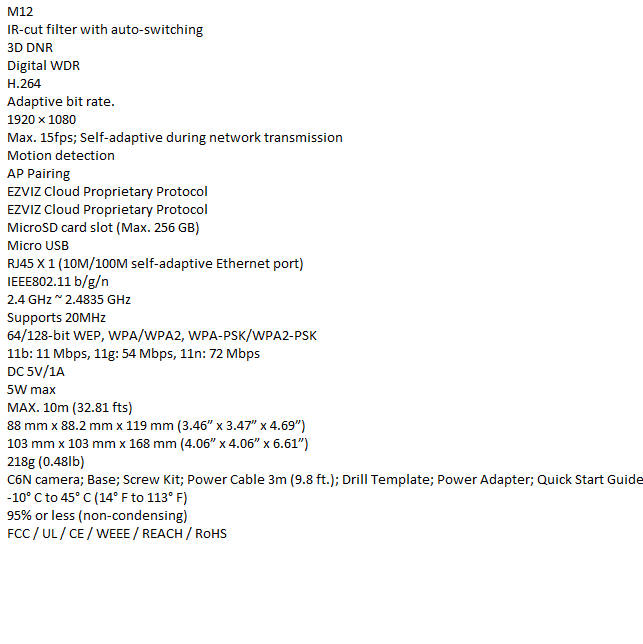 M12
IR-cut filter with auto-switching
3D DNR
Digital WDR
H.264
Adaptive bit rate.
1920 × 1080
Max. 15fps; Self-adaptive during network transmission
Motion detection
AP Pairing
EZVIZ Cloud Proprietary Protocol
EZVIZ Cloud Proprietary Protocol
MicroSD card slot (Max. 256 GB)
Micro USB
RJ45 X 1 (10M/100M self-adaptive Ethernet port)
IEEE802.11 b/g/n
2.4 GHz ~ 2.4835 GHz
Supports 20MHz
64/128-bit WEP, WPA/WPA2, WPA-PSK/WPA2-PSK
11b: 11 Mbps, 11g: 54 Mbps, 11n: 72 Mbps
DC 5V/1A
5W max
MAX. 10m (32.81 fts)
88 mm x 88.2 mm x 119 mm (3.46” x 3.47” x 4.69”)
103 mm x 103 mm x 168 mm (4.06” x 4.06” x 6.61”)
218g (0.48lb)
C6N camera; Base; Screw Kit; Power Cable 3m (9.8 ft.); Drill Template; Power Adapter; Quick Start Guide
-10° C to 45° C (14° F to 113° F)
95% or less (non-condensing)
FCC / UL / CE / WEEE / REACH / RoHS